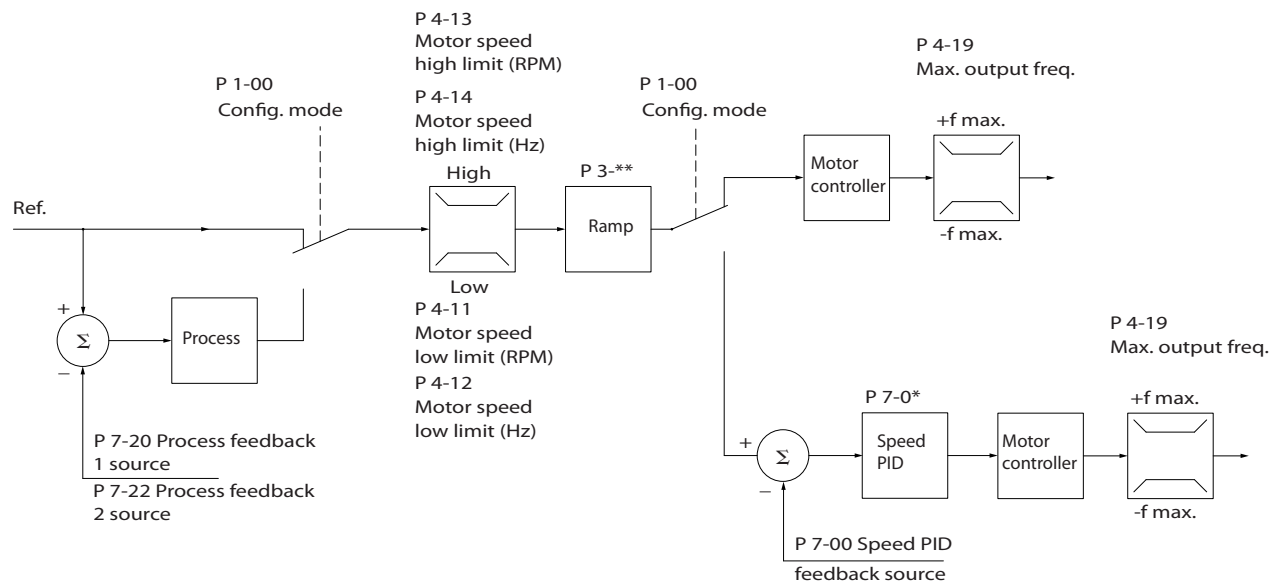 P 4-13
Motor speed
high limit (RPM)
P 4-14
Motor speed
high limit (Hz)
High
P 1-00
Config. mode
P 1-00
Config. mode
P 4-19
Max. output freq.
+f max.
Motor
controller
-f max.
P 3-**
Ramp
Ref.
Low
P 4-11
Motor speed
low limit (RPM)
P 4-12
Motor speed
low limit (Hz)
+
Σ
−
Process
P 7-20 Process feedback
1 source
P 7-22 Process feedback
2 source
P 4-19
Max. output freq.
+f max.
P 7-0*
+
Σ
−
Speed
PID
Motor
controller
-f max.
P 7-00 Speed PID
feedback source